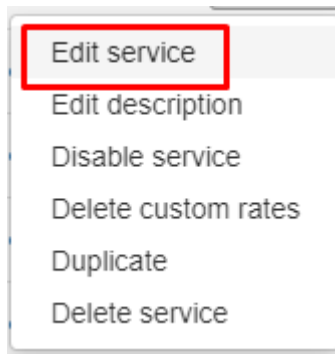 Edit service
Edit description
Disable service
Delete custom rates
Duplicate
Delete service